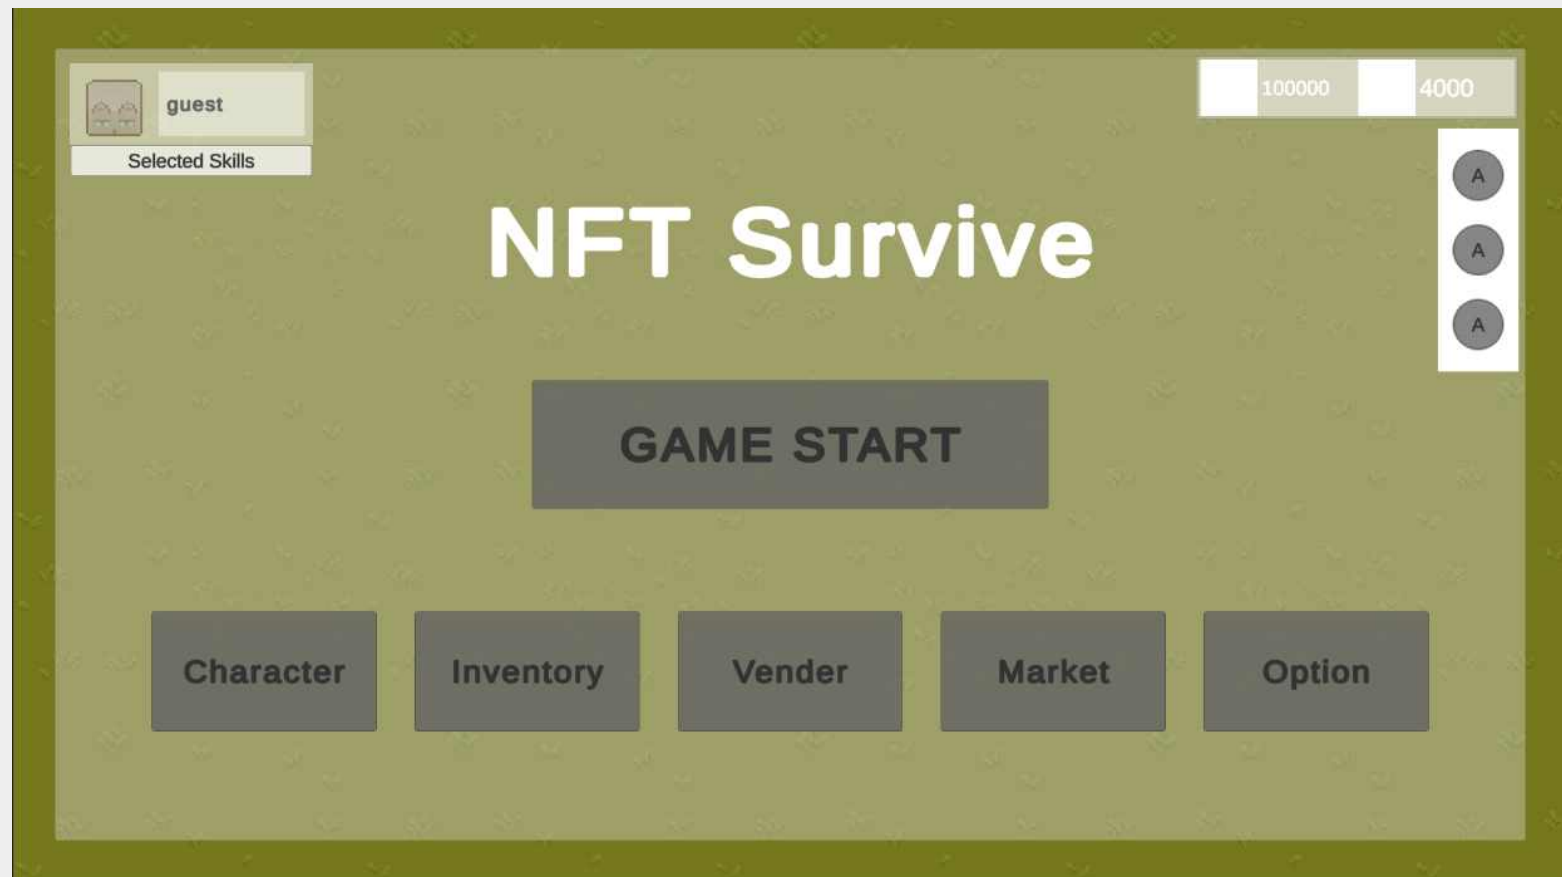 guest
100000
4000
Selected Skills
A
A
A
NFT Survive
GAME START
Character
Inventory
Vender
Market
Option